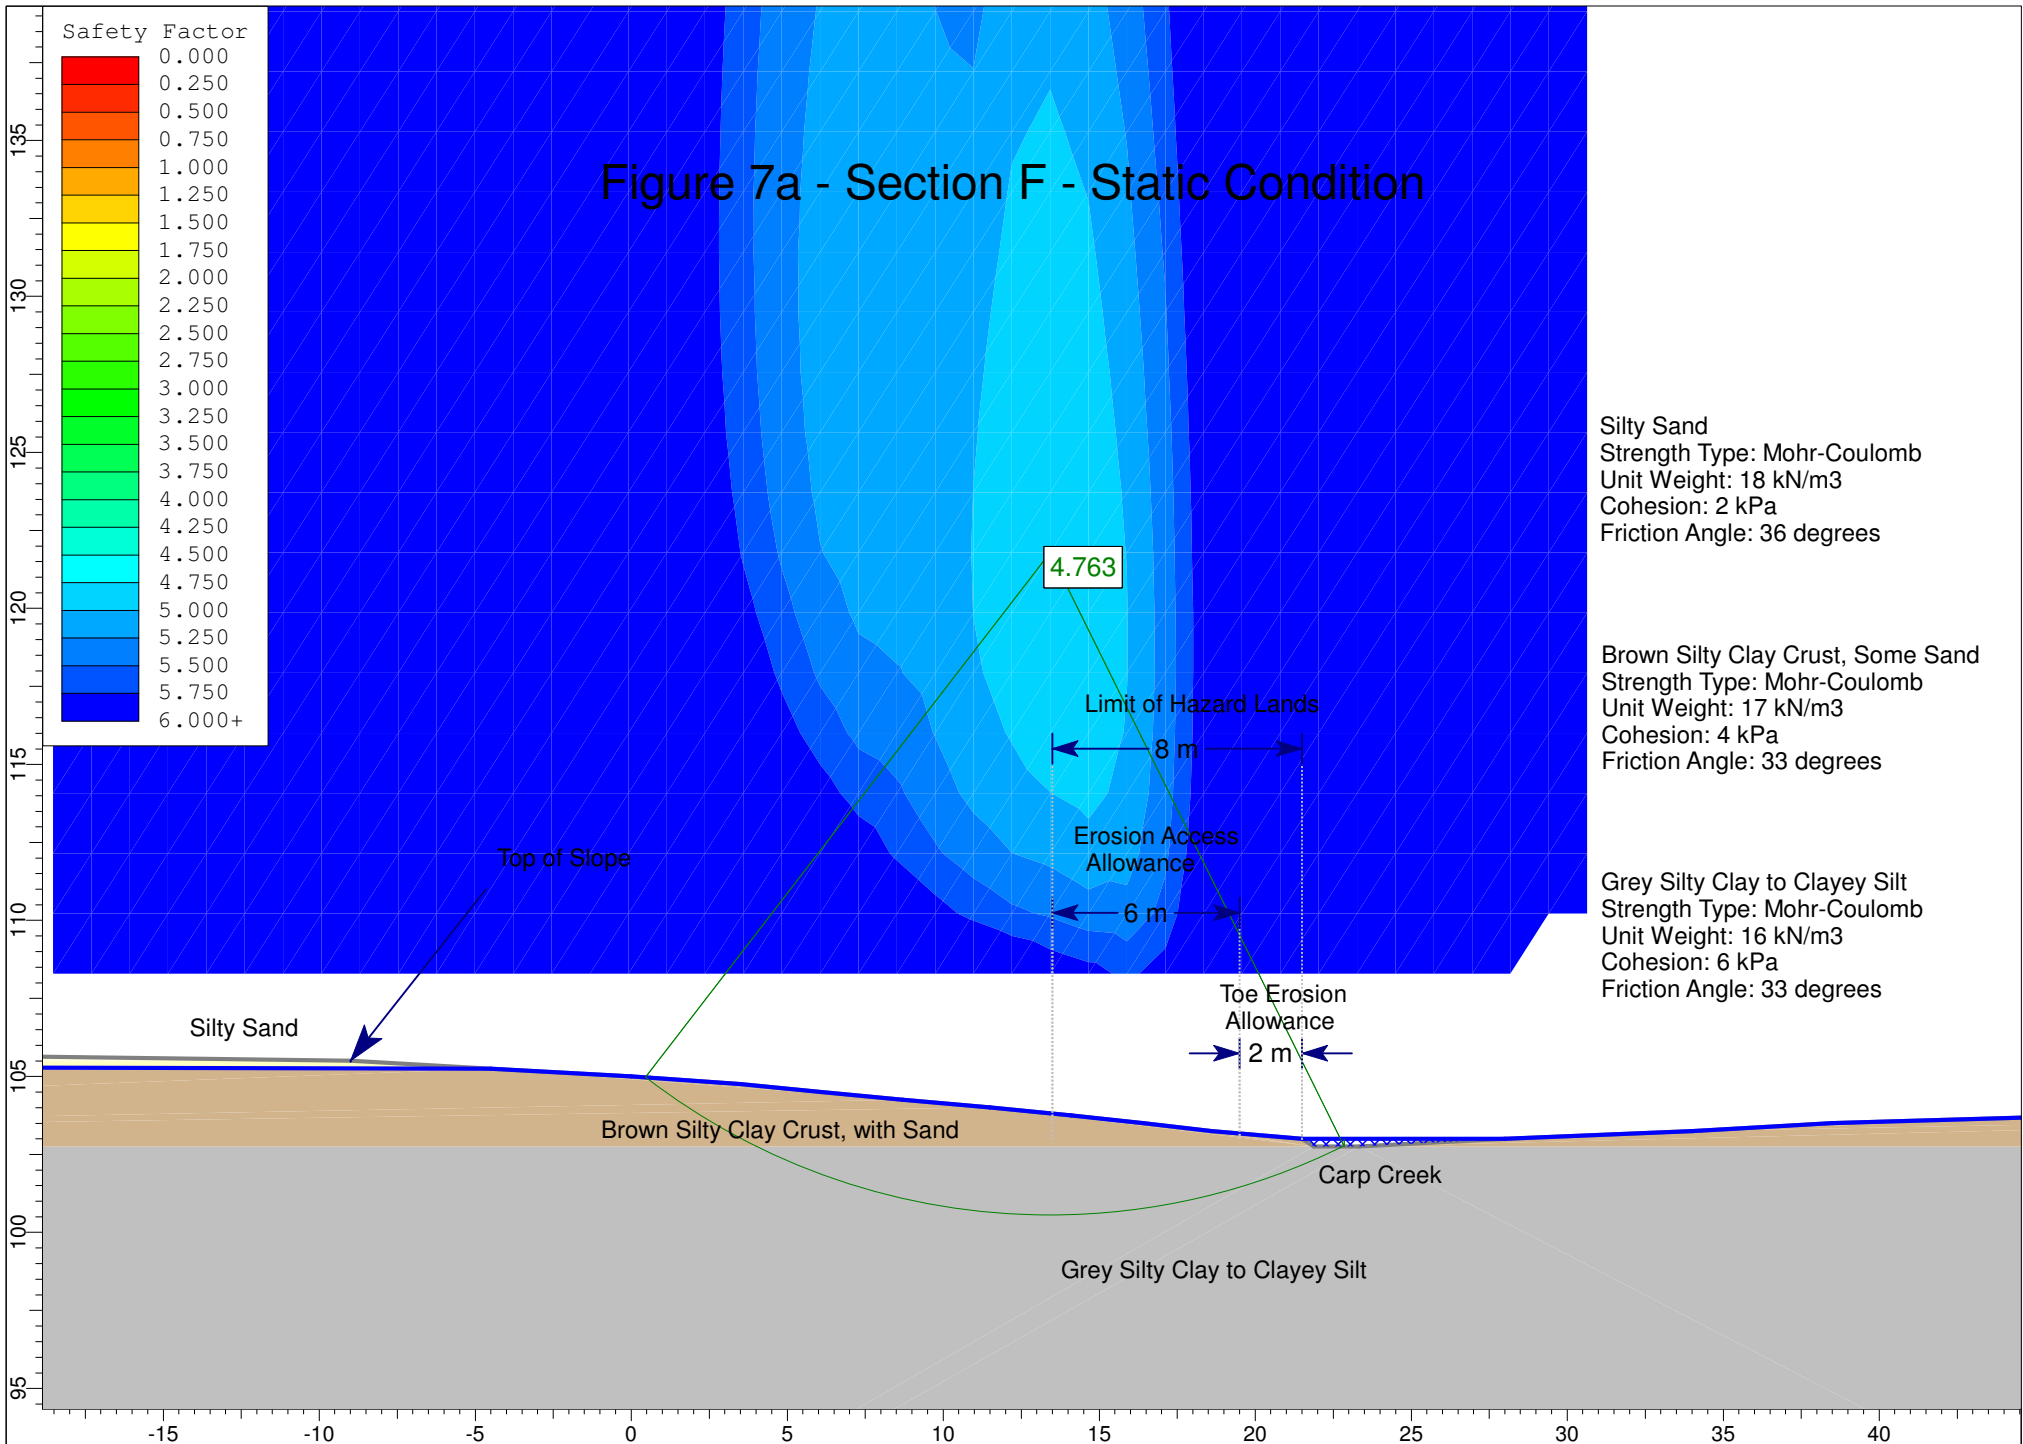 Safety Factor
0.000
0.250
0.500
0.750
1.000
1.250
1.500
1.750
2.000
2.250
2.500
2.750
3.000
3.250
3.500
3.750
4.000
4.250
4.500
4.750
5.000
5.250
5.500
5.750
6.000+
Figure 7a - Section F - Static Condition
Silty Sand
Strength Type: Mohr-Coulomb
Unit Weight: 18 kN/m3
Cohesion: 2 kPa
Friction Angle: 36 degrees
4.763
Brown Silty Clay Crust, Some Sand
Strength Type: Mohr-Coulomb
Unit Weight: 17 kN/m3
Cohesion: 4 kPa
Friction Angle: 33 degrees
Limit of Hazard Lands
8 m
Erosion Access
Allowance
6 m
Top of Slope
Grey Silty Clay to Clayey Silt
Strength Type: Mohr-Coulomb
Unit Weight: 16 kN/m3
Cohesion: 6 kPa
Friction Angle: 33 degrees
Toe Erosion
Allowance
2 m
Silty Sand
Brown Silty Clay Crust, with Sand
Carp Creek
Grey Silty Clay to Clayey Silt
135
130
125
120
115
110
105
100
95
-15
-10
-5
0
5
10
15
20
25
30
35
40